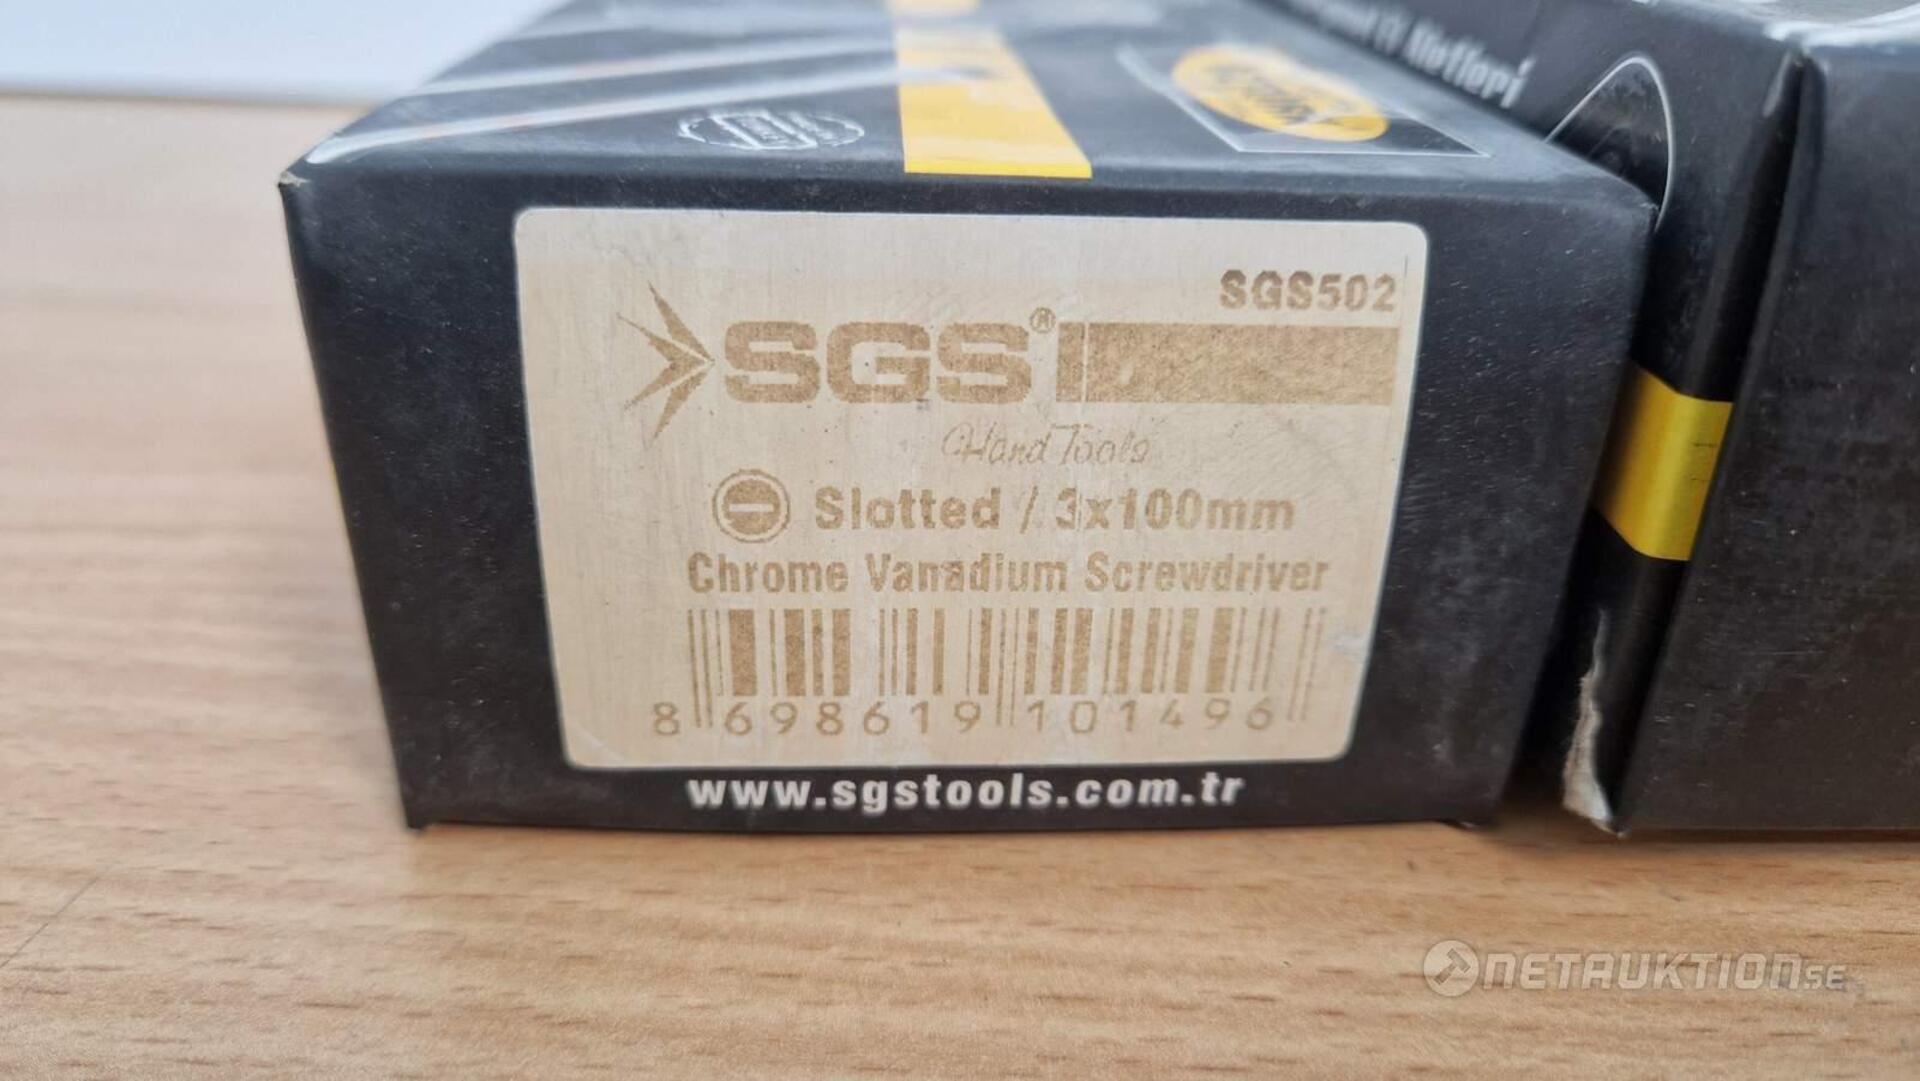 SGS502
SGS®
Hand Tools
Slotted / 3x100mm
Chrome Vanadium Screwdriver
8 698619 101496
www.sgstools.com.tr
NETAUKTION.SE